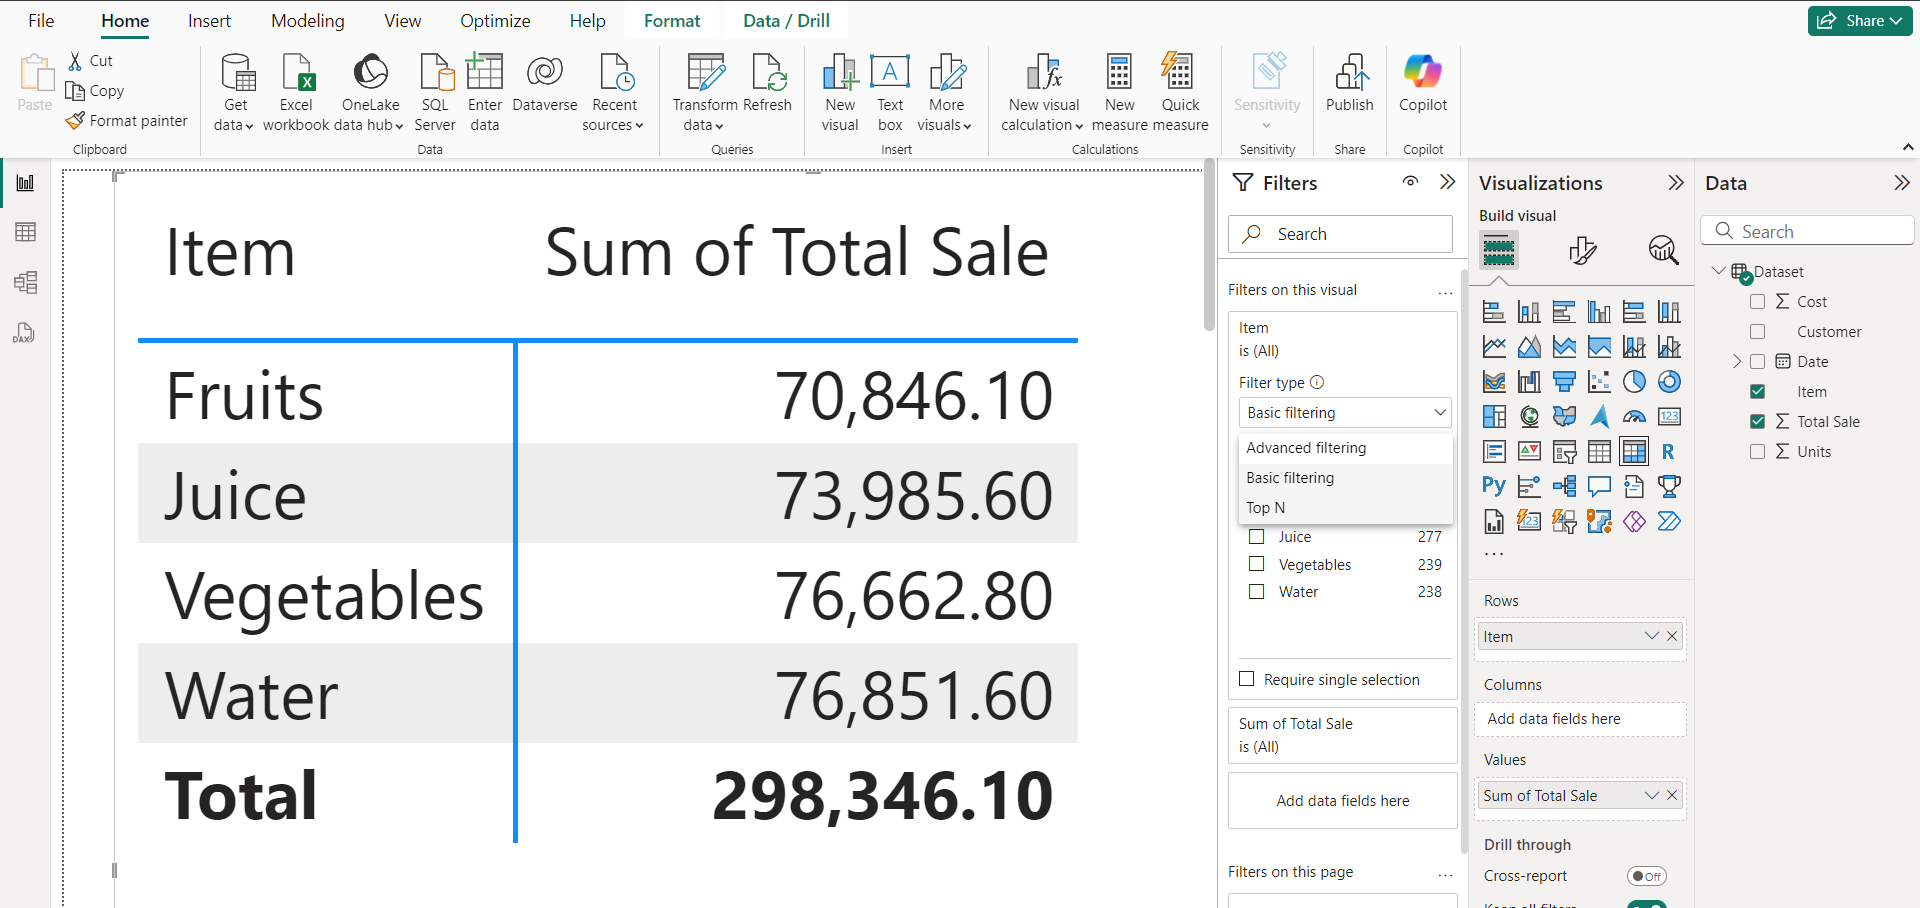 File Home Insert Modeling View Optimize Help Format Data / Drill Share
Paste
Cut
Copy
Format painter
Clipboard
Get data
Excel workbook
OneLake data hub
SQL Server
Enter data
Dataverse
Recent sources
Data
Transform data
Refresh
Queries
New visual
Text box
More visuals
Insert
New visual calculation
New measure
Quick measure
Calculations
Sensitivity
Sensitivity
Publish
Share
Copilot
Copilot
DAX
Item Sum of Total Sale
Fruits 70,846.10
Juice 73,985.60
Vegetables 76,662.80
Water 76,851.60
Total 298,346.10
Filters
Search
Filters on this visual ...
Item
is (All)
Filter type
Basic filtering
Advanced filtering
Basic filtering
Top N
Juice 277
Vegetables 239
Water 238
Require single selection
Sum of Total Sale
is (All)
Add data fields here
Filters on this page ...
Visualizations
Build visual
123
R
Py
123
...
Rows
Item
Columns
Add data fields here
Values
Sum of Total Sale
Drill through
Cross-report Off
Data
Search
Dataset
Cost
Customer
Date
Item
Total Sale
Units